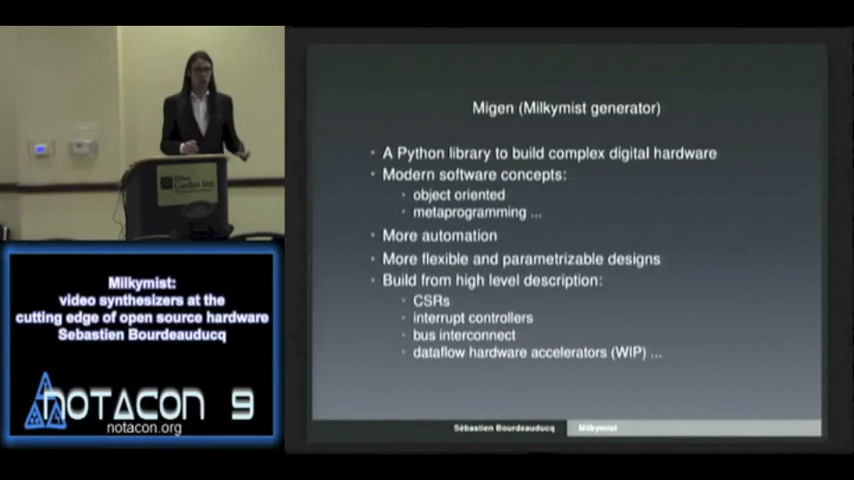 Hilton
Garden Inn
Milkymist:
video synthesizers at the
cutting edge of open source hardware
Sebastien Bourdeauducq
NOTACON 9
notacon.org
Migen (Milkymist generator)
• A Python library to build complex digital hardware
• Modern software concepts:
• object oriented
• metaprogramming ...
• More automation
• More flexible and parametrizable designs
• Build from high level description:
• CSRs
• interrupt controllers
• bus interconnect
• dataflow hardware accelerators (WIP) ...
Sébastien Bourdeauducq
Milkymist